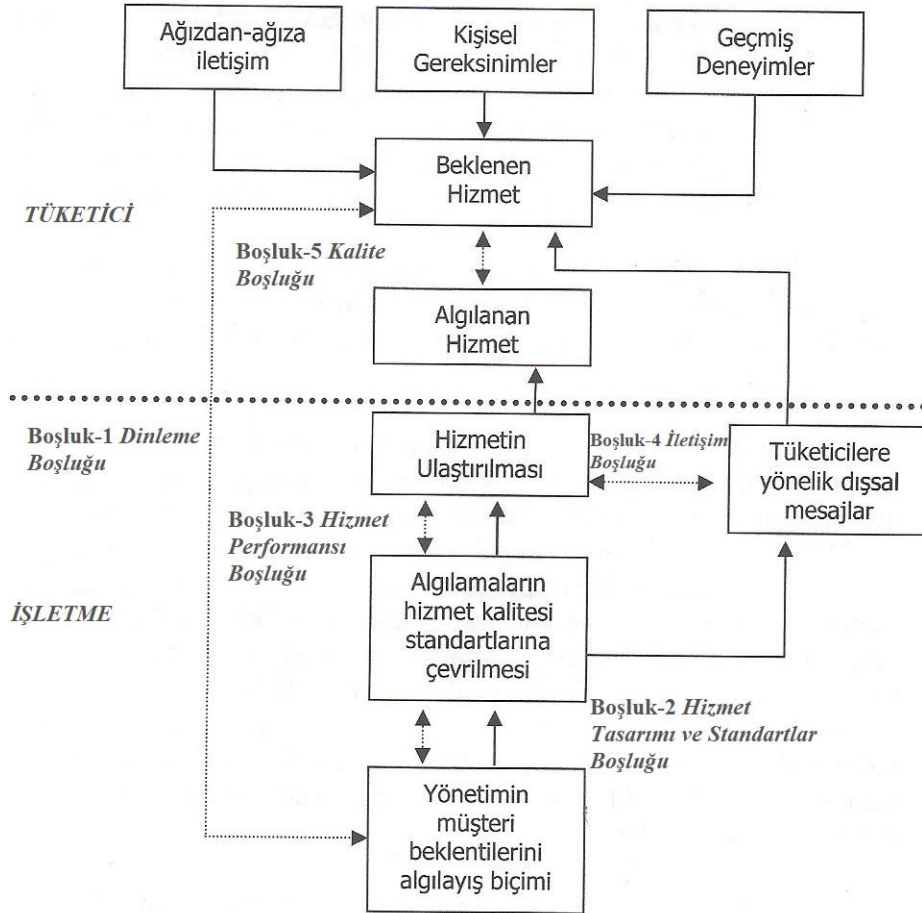 Ağızdan-ağıza
iletişim
Kişisel
Gereksinimler
Geçmiş
Deneyimler
Beklenen
Hizmet
TÜKETİCİ
Boşluk-5 Kalite
Boşluğu
Algılanan
Hizmet
Boşluk-1 Dinleme
Boşluğu
Hizmetin
Ulaştırılması
Boşluk-4 İletişim
Boşluğu
Tüketicilere
yönelik dışsal
mesajlar
Boşluk-3 Hizmet
Performansı
Boşluğu
Algılamaların
hizmet kalitesi
standartlarına
çevrilmesi
İŞLETME
Boşluk-2 Hizmet
Tasarımı ve Standartlar
Boşluğu
Yönetimin
müşteri
beklentilerini
algılayış biçimi